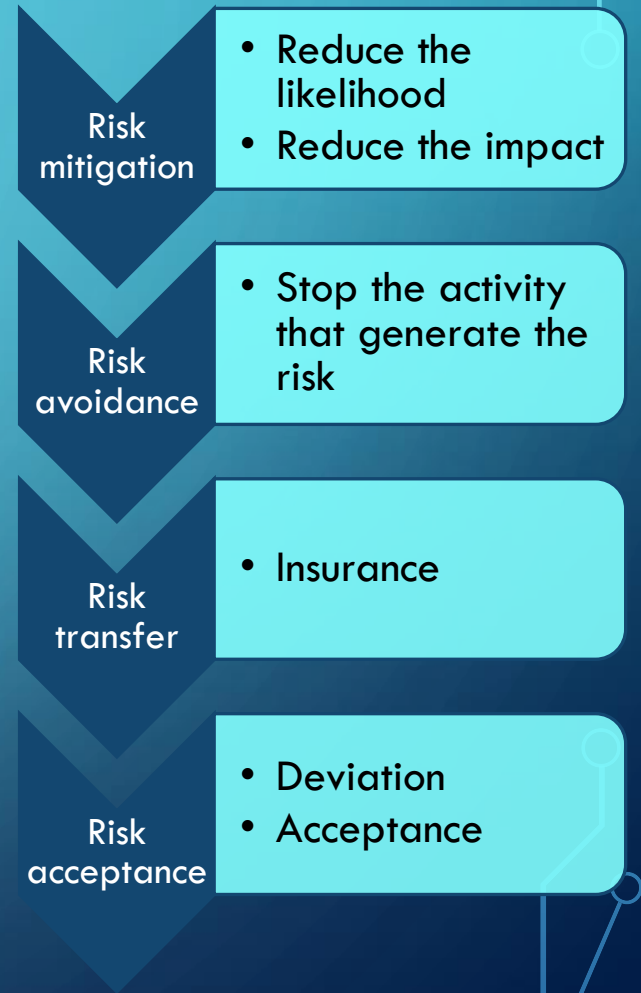 Risk
mitigation
• Reduce the
likelihood
• Reduce the impact
Risk
avoidance
• Stop the activity
that generate the
risk
Risk
transfer
• Insurance
Risk
acceptance
• Deviation
• Acceptance